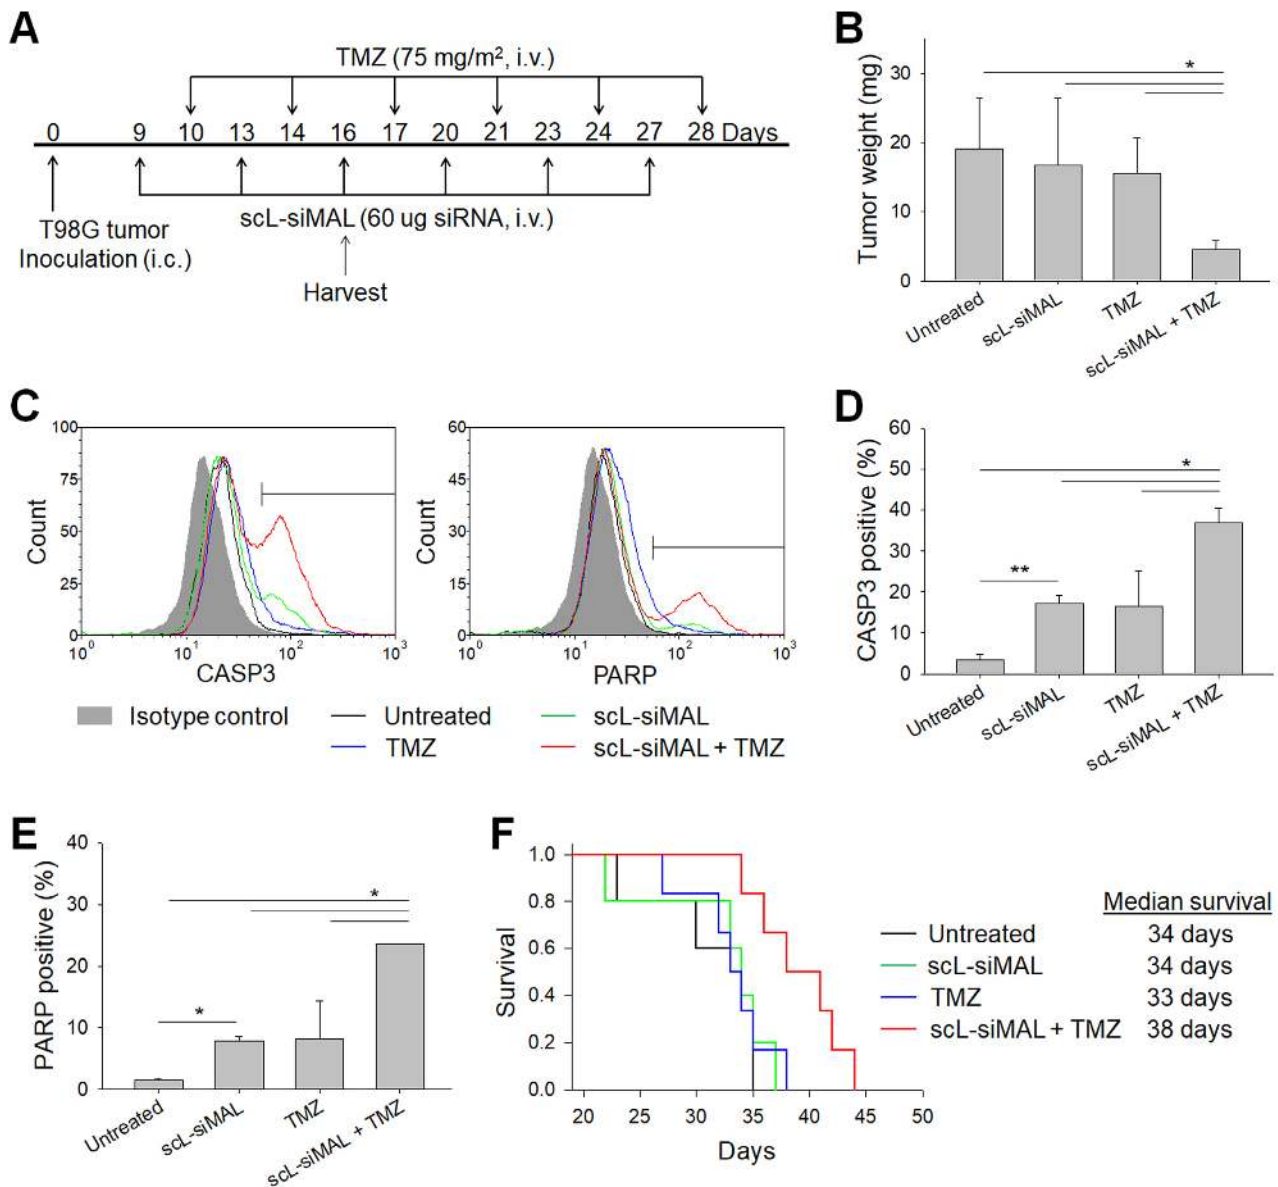 A
TMZ (75 mg/m², i.v.)
0 9 10 13 14 16 17 20 21 23 24 27 28 Days
scL-siMAL (60 ug siRNA, i.v.)
T98G tumor
Inoculation (i.c.)
Harvest
B
Tumor weight (mg)
30
20
10
0
*
Untreated
scL-siMAL
TMZ
scL-siMAL + TMZ
C
Count
100
75
50
25
0
10⁰ 10¹ 10² 10³
CASP3
Count
60
45
30
15
0
10⁰ 10¹ 10² 10³
PARP
Isotype control
Untreated
scL-siMAL
TMZ
scL-siMAL + TMZ
D
CASP3 positive (%)
60
50
40
30
20
10
0
*
**
Untreated
scL-siMAL
TMZ
scL-siMAL + TMZ
E
PARP positive (%)
40
30
20
10
0
*
*
Untreated
scL-siMAL
TMZ
scL-siMAL + TMZ
F
Survival
1.0
0.8
0.6
0.4
0.2
0.0
20 25 30 35 40 45 50
Days
Median survival
Untreated 34 days
scL-siMAL 34 days
TMZ 33 days
scL-siMAL + TMZ 38 days